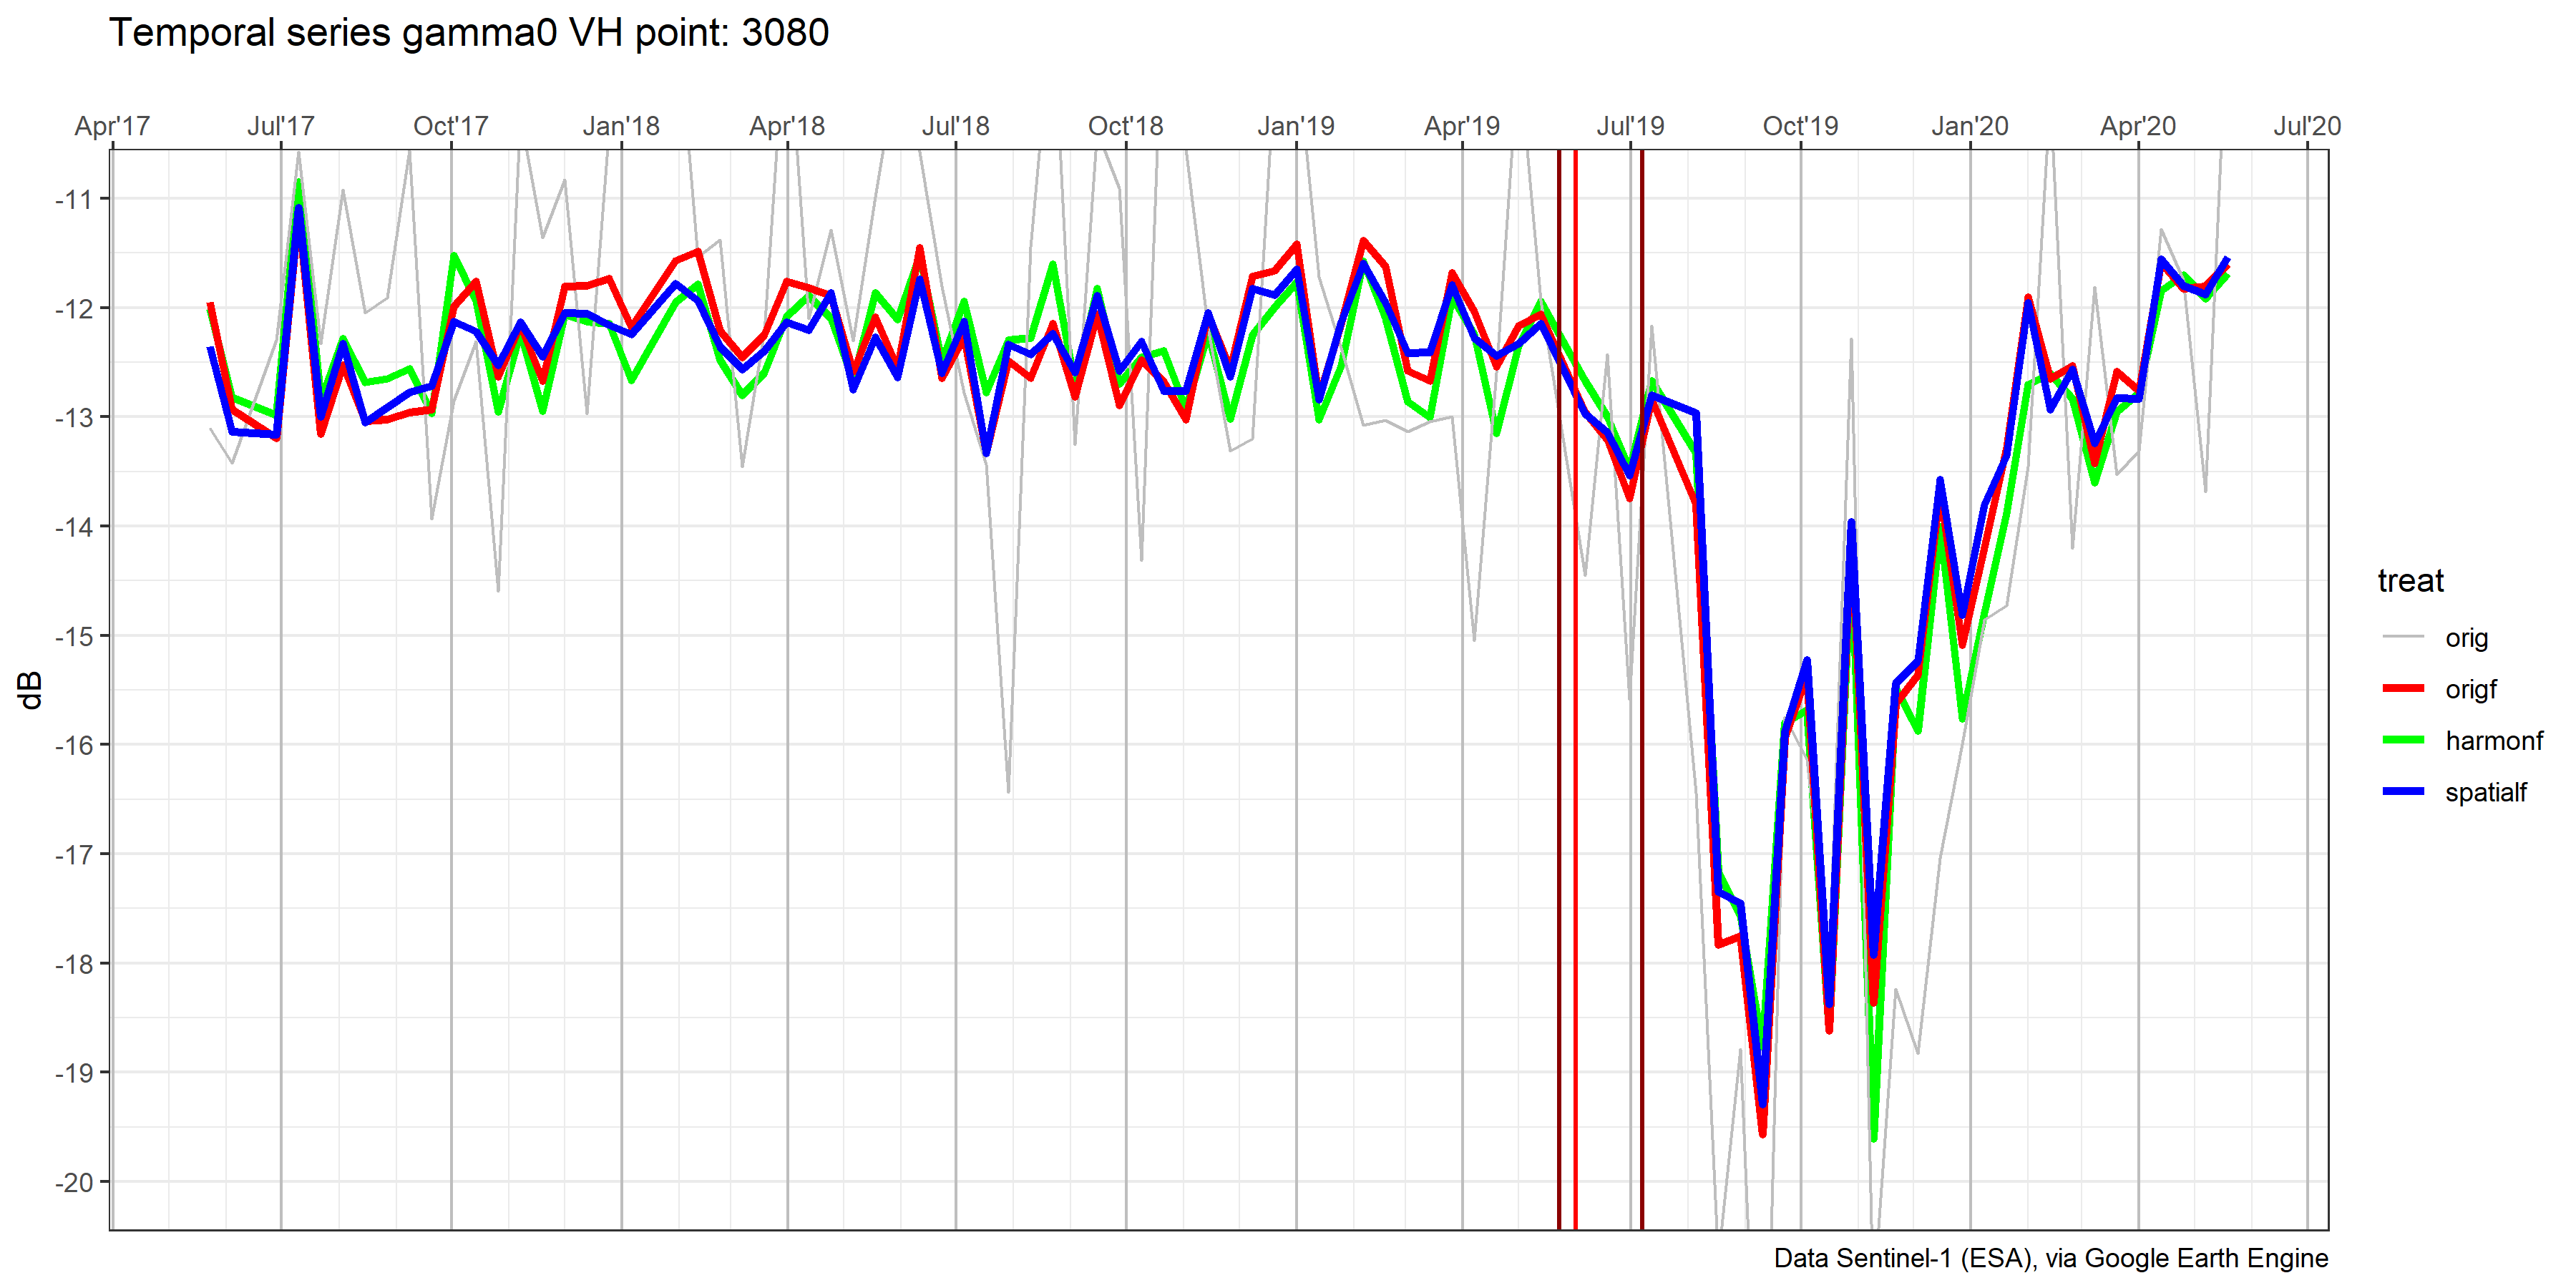 Temporal series gamma0 VH point: 3080
Apr'17 Jul'17 Oct'17 Jan'18 Apr'18 Jul'18 Oct'18 Jan'19 Apr'19 Jul'19 Oct'19 Jan'20 Apr'20 Jul'20
-11
-12
-13
-14
-15
-16
-17
-18
-19
-20
dB
treat
orig
origf
harmonf
spatialf
Data Sentinel-1 (ESA), via Google Earth Engine